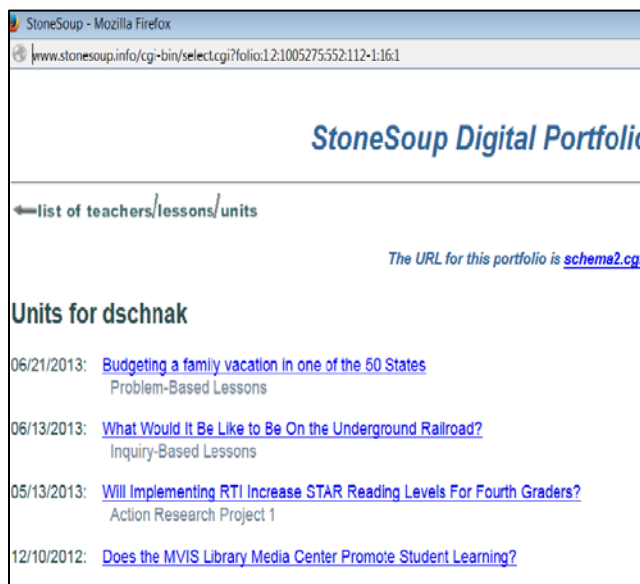 StoneSoup - Mozilla Firefox
www.stonesoup.info/cgi-bin/select.cgi?folio:1:2:1005275:552:112-1:16:1
StoneSoup Digital Portfolio
list of teachers/lessons/units
The URL for this portfolio is schema2.cg
Units for dschnak
06/21/2013: Budgeting a family vacation in one of the 50 States
Problem-Based Lessons
06/13/2013: What Would It Be Like to Be On the Underground Railroad?
Inquiry-Based Lessons
05/13/2013: Will Implementing RTI Increase STAR Reading Levels For Fourth Graders?
Action Research Project 1
12/10/2012: Does the MVIS Library Media Center Promote Student Learning?